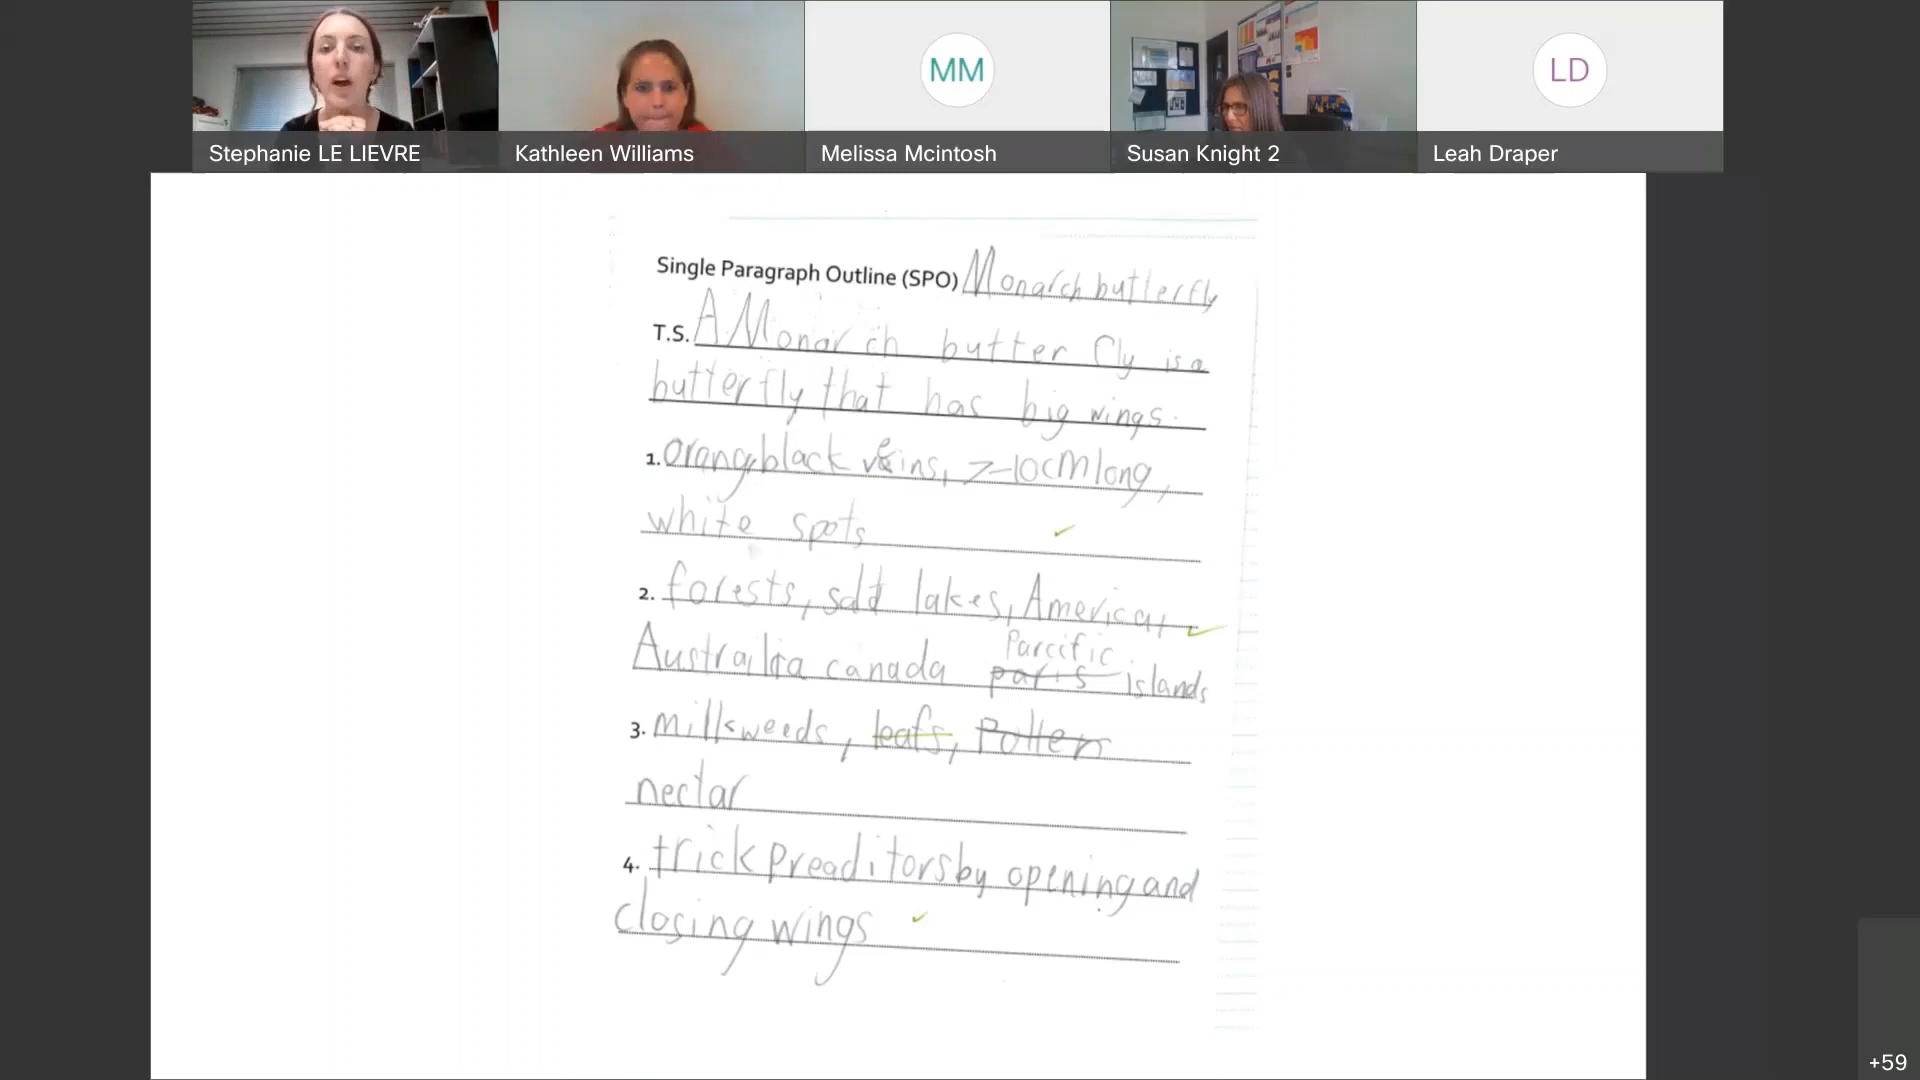 MM
LD
Stephanie LE LIEVRE
Kathleen Williams
Melissa Mcintosh
Susan Knight 2
Leah Draper
Single Paragraph Outline (SPO) Monarch butterfly
T.S. A Monarch butter fly is a
butterfly that has big wings.
1. orang, black veins, 7-10cm long,
white spots
2. forests, salt lakes, America,
Austrailia canada parts islands
Parcific
3. milkweeds, leafs, Pollen
nectar
4. trick preaditors by opening and
closing wings
+59